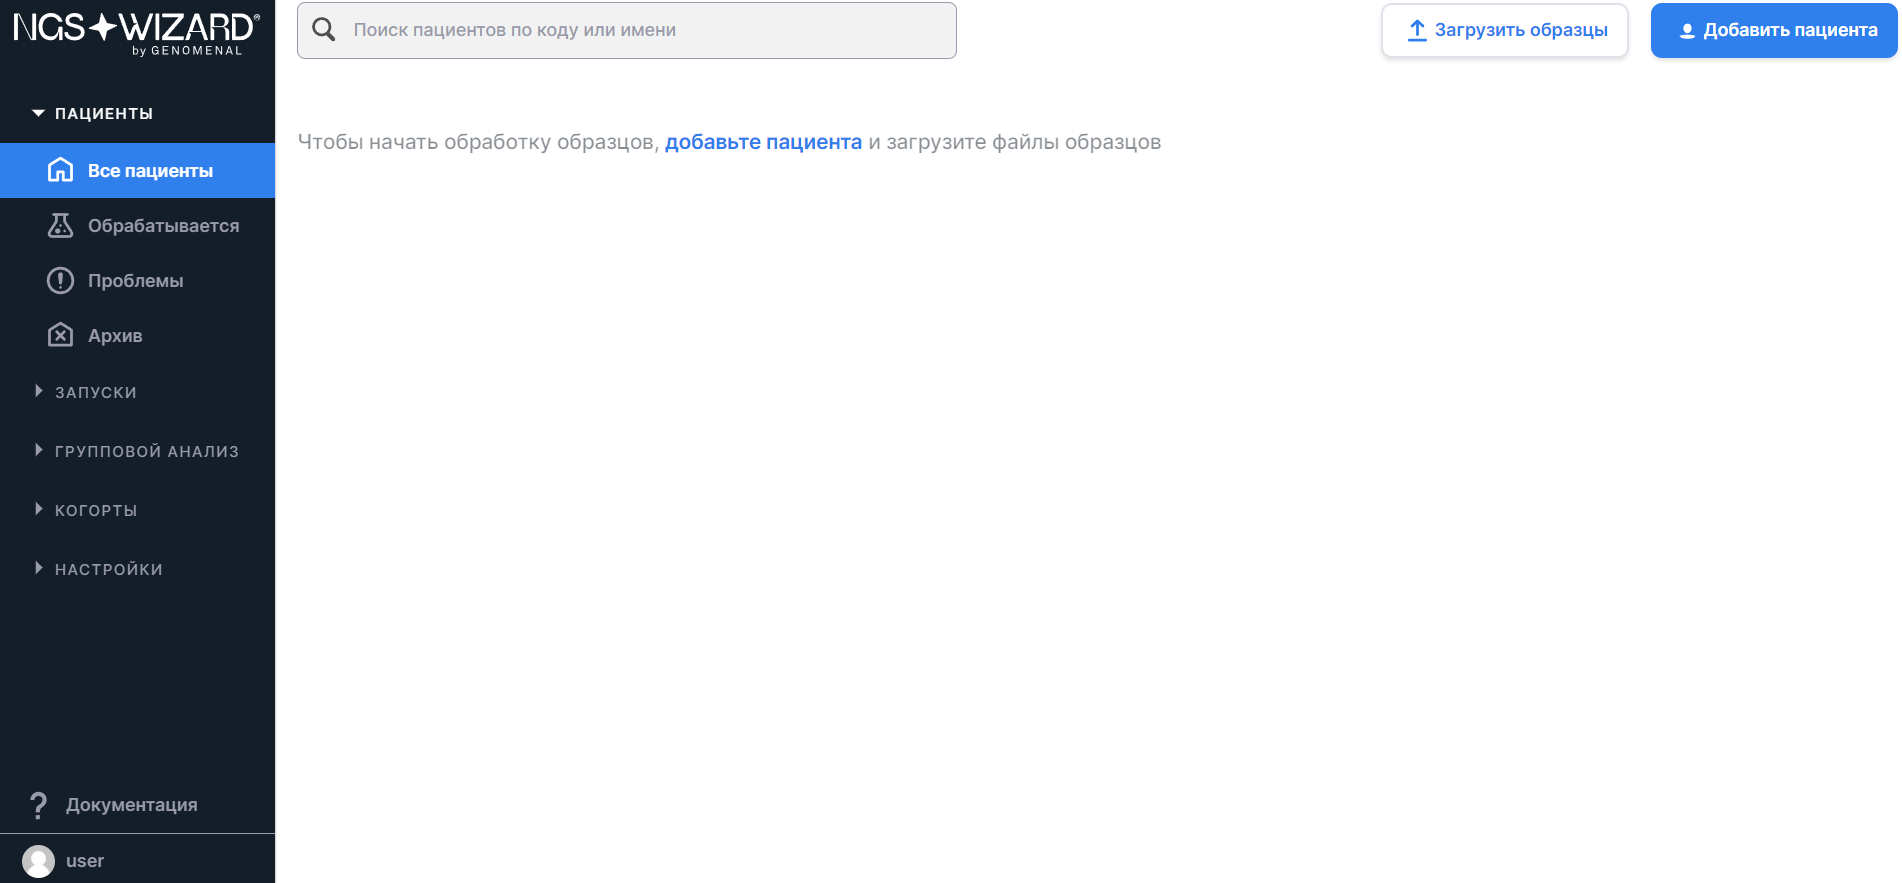 NGS WIZARD®
by GENOMENAL
Поиск пациентов по коду или имени
Загрузить образцы
Добавить пациента
ПАЦИЕНТЫ
Все пациенты
Обрабатывается
Проблемы
Архив
ЗАПУСКИ
ГРУППОВОЙ АНАЛИЗ
КОГОРТЫ
НАСТРОЙКИ
Чтобы начать обработку образцов, добавьте пациента и загрузите файлы образцов
Документация
user